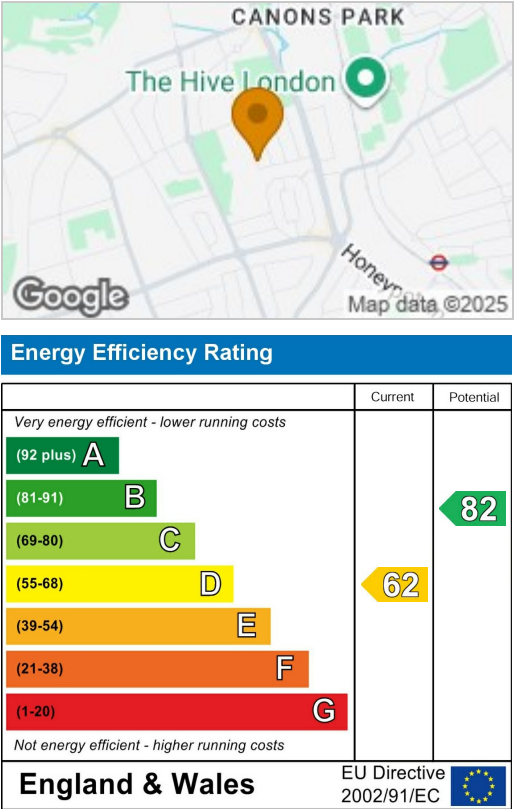 CANONS PARK
The Hive London
Google
Map data ©2025
Energy Efficiency Rating
Current Potential
Very energy efficient - lower running costs
(92 plus) A
(81-91) B
82
(69-80) C
(55-68) D
62
(39-54) E
(21-38) F
(1-20) G
Not energy efficient - higher running costs
England & Wales
EU Directive
2002/91/EC